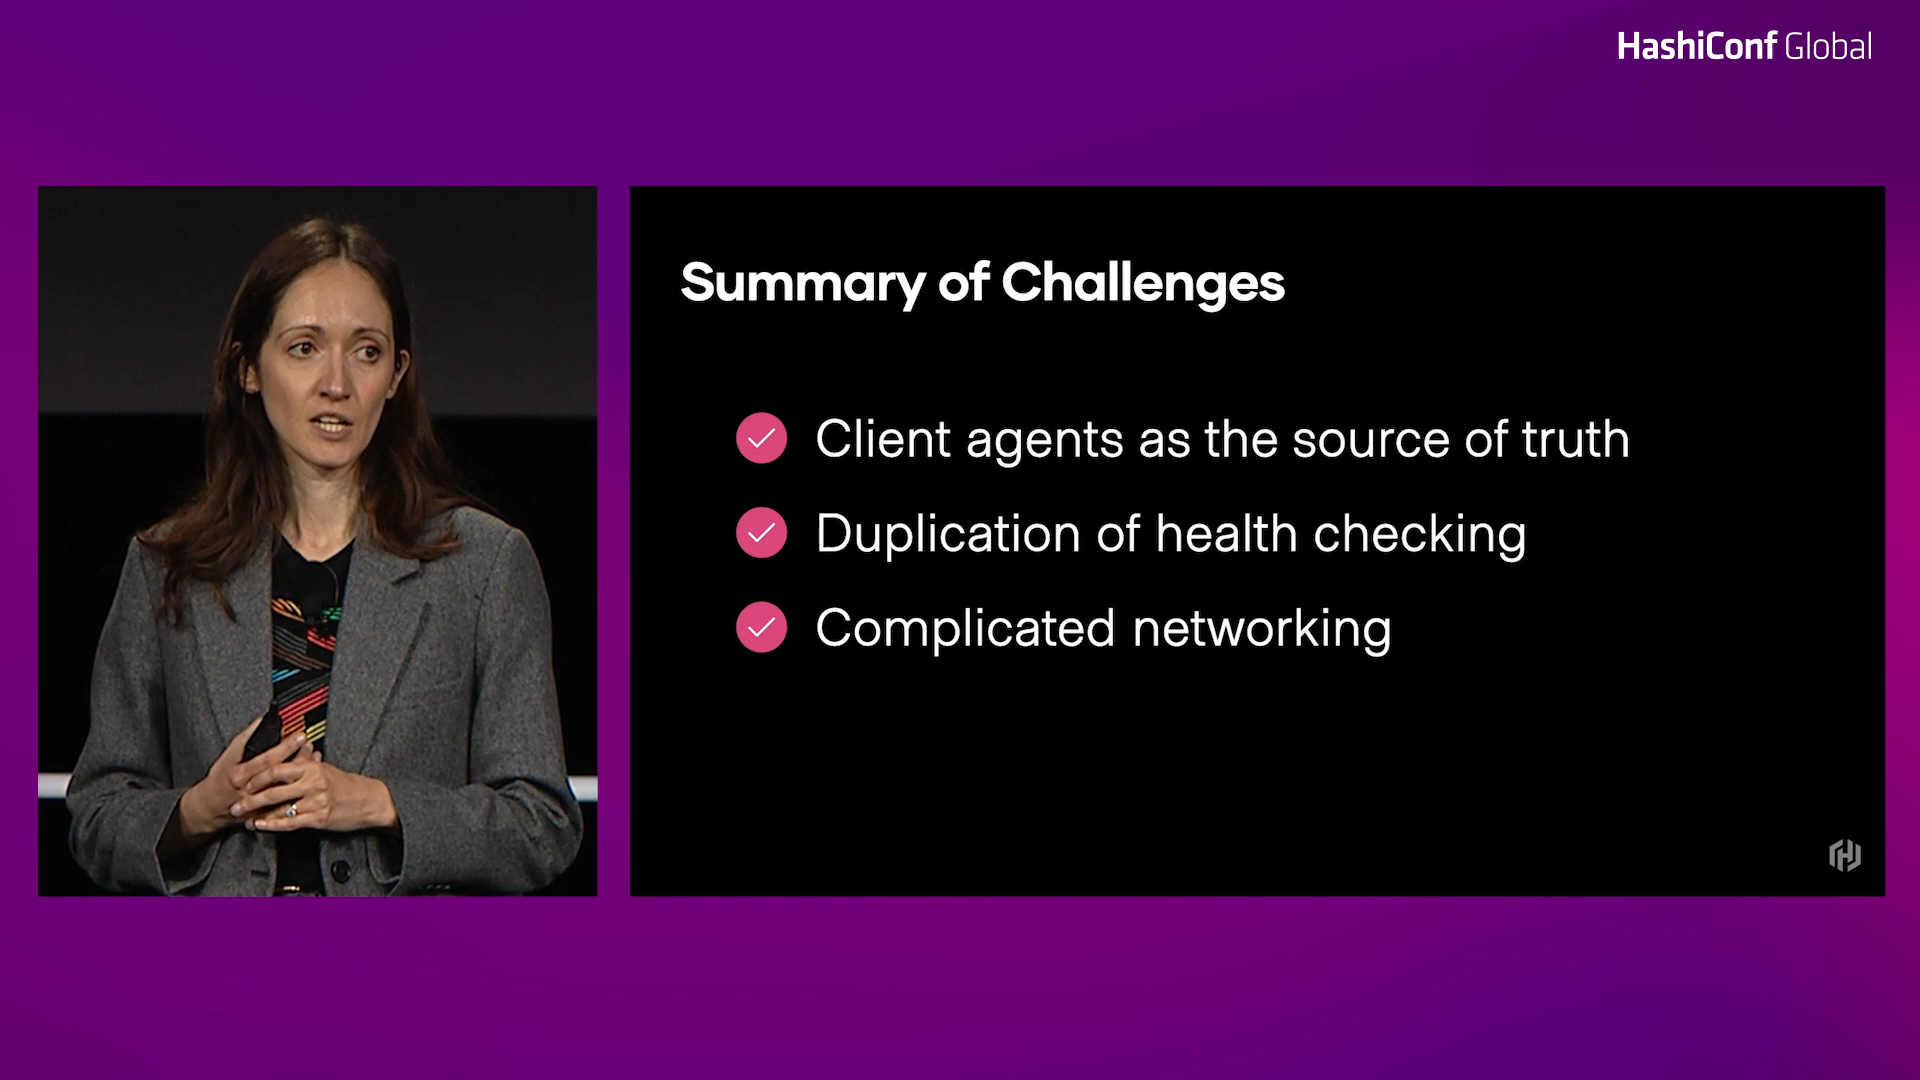 HashiConf Global
Summary of Challenges
Client agents as the source of truth
Duplication of health checking
Complicated networking